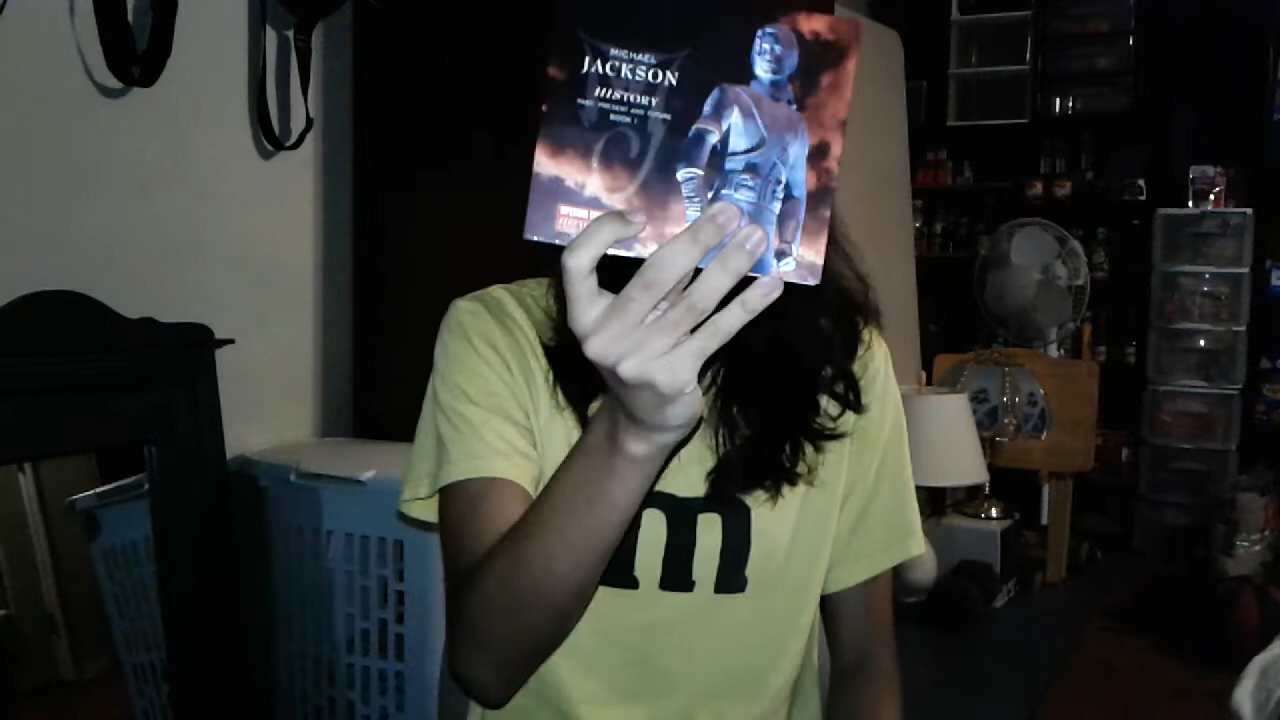 MICHAEL
JACKSON
HISTORY
PAST, PRESENT AND FUTURE
BOOK I
m